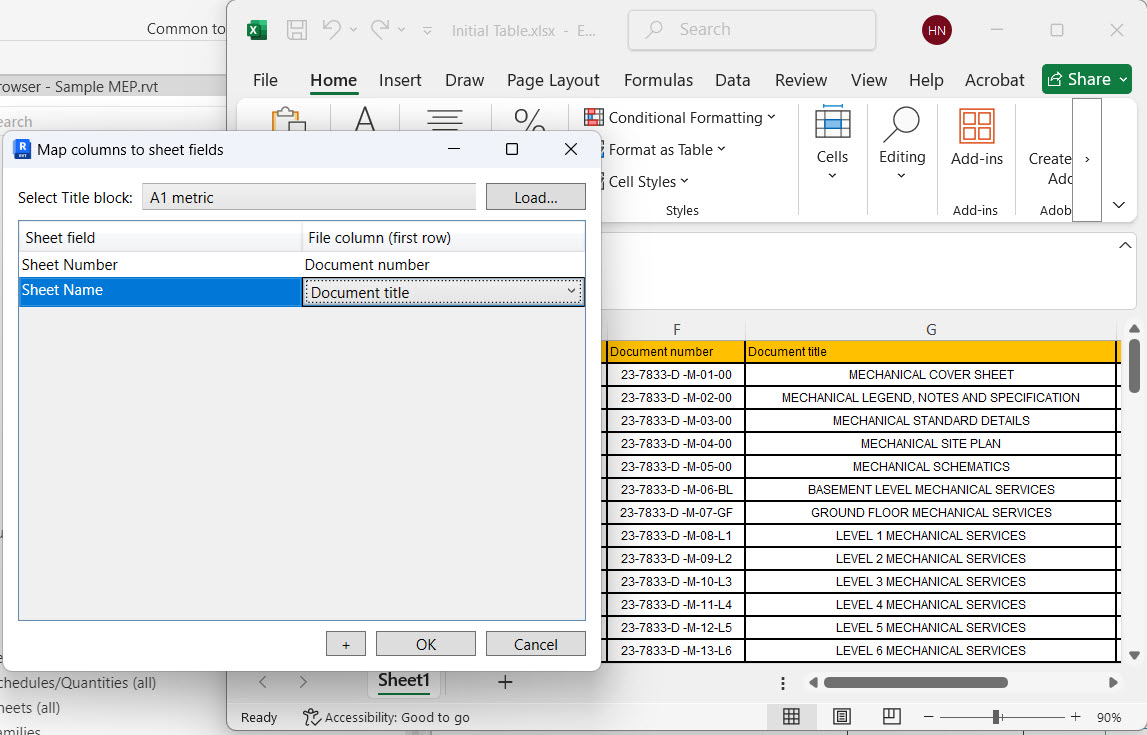 Common to
Initial Table.xlsx - E...
Search
HN
rowser - Sample MEP.rvt
earch
File
Home
Insert
Draw
Page Layout
Formulas
Data
Review
View
Help
Acrobat
Share
Conditional Formatting
Format as Table
Cell Styles
Styles
Cells
Editing
Add-ins
Add-ins
Create
Adobe
Map columns to sheet fields
Select Title block:
A1 metric
Load...
Sheet field
File column (first row)
Sheet Number
Document number
Sheet Name
Document title
+
OK
Cancel
F
G
Document number
Document title
23-7833-D -M-01-00
MECHANICAL COVER SHEET
23-7833-D -M-02-00
MECHANICAL LEGEND, NOTES AND SPECIFICATION
23-7833-D -M-03-00
MECHANICAL STANDARD DETAILS
23-7833-D -M-04-00
MECHANICAL SITE PLAN
23-7833-D -M-05-00
MECHANICAL SCHEMATICS
23-7833-D -M-06-BL
BASEMENT LEVEL MECHANICAL SERVICES
23-7833-D -M-07-GF
GROUND FLOOR MECHANICAL SERVICES
23-7833-D -M-08-L1
LEVEL 1 MECHANICAL SERVICES
23-7833-D -M-09-L2
LEVEL 2 MECHANICAL SERVICES
23-7833-D -M-10-L3
LEVEL 3 MECHANICAL SERVICES
23-7833-D -M-11-L4
LEVEL 4 MECHANICAL SERVICES
23-7833-D -M-12-L5
LEVEL 5 MECHANICAL SERVICES
23-7833-D -M-13-L6
LEVEL 6 MECHANICAL SERVICES
chedules/Quantities (all)
heets (all)
amilies
Sheet1
Ready
Accessibility: Good to go
90%